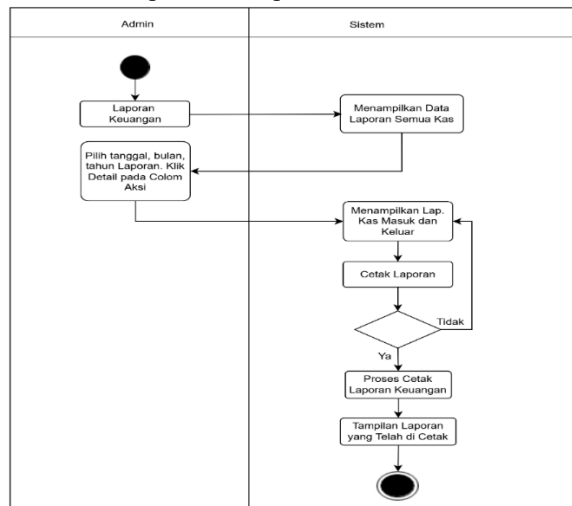 Admin
Sistem
Laporan
Keuangan
Menampilkan Data
Laporan Semua Kas
Pilih tanggal, bulan,
tahun Laporan. Klik
Detail pada Colom
Aksi
Menampilkan Lap.
Kas Masuk dan
Keluar
Cetak Laporan
Tidak
Ya
Proses Cetak
Laporan Keuangan
Tampilan Laporan
yang Telah di Cetak